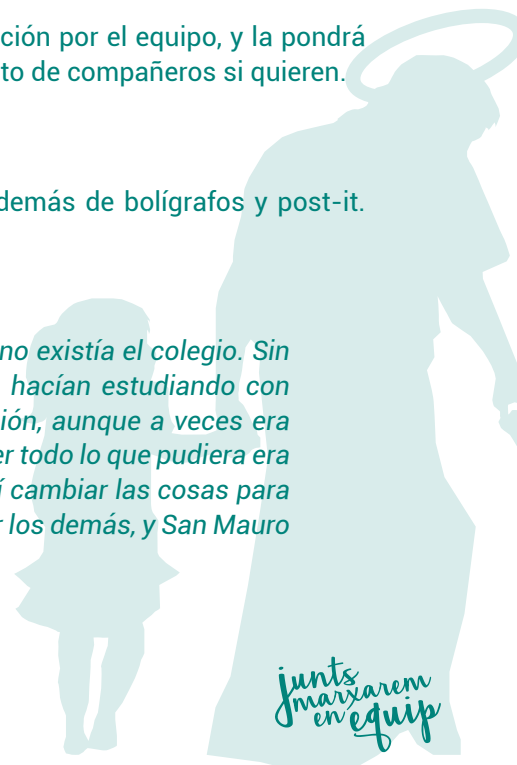 ción por el equipo, y la pondrá
to de compañeros si quieren.
demás de bolígrafos y post-it.
no existía el colegio. Sin
hacían estudiando con
ción, aunque a veces era
er todo lo que pudiera era
í cambiar las cosas para
r los demás, y San Mauro
junts
marxarem
en equip